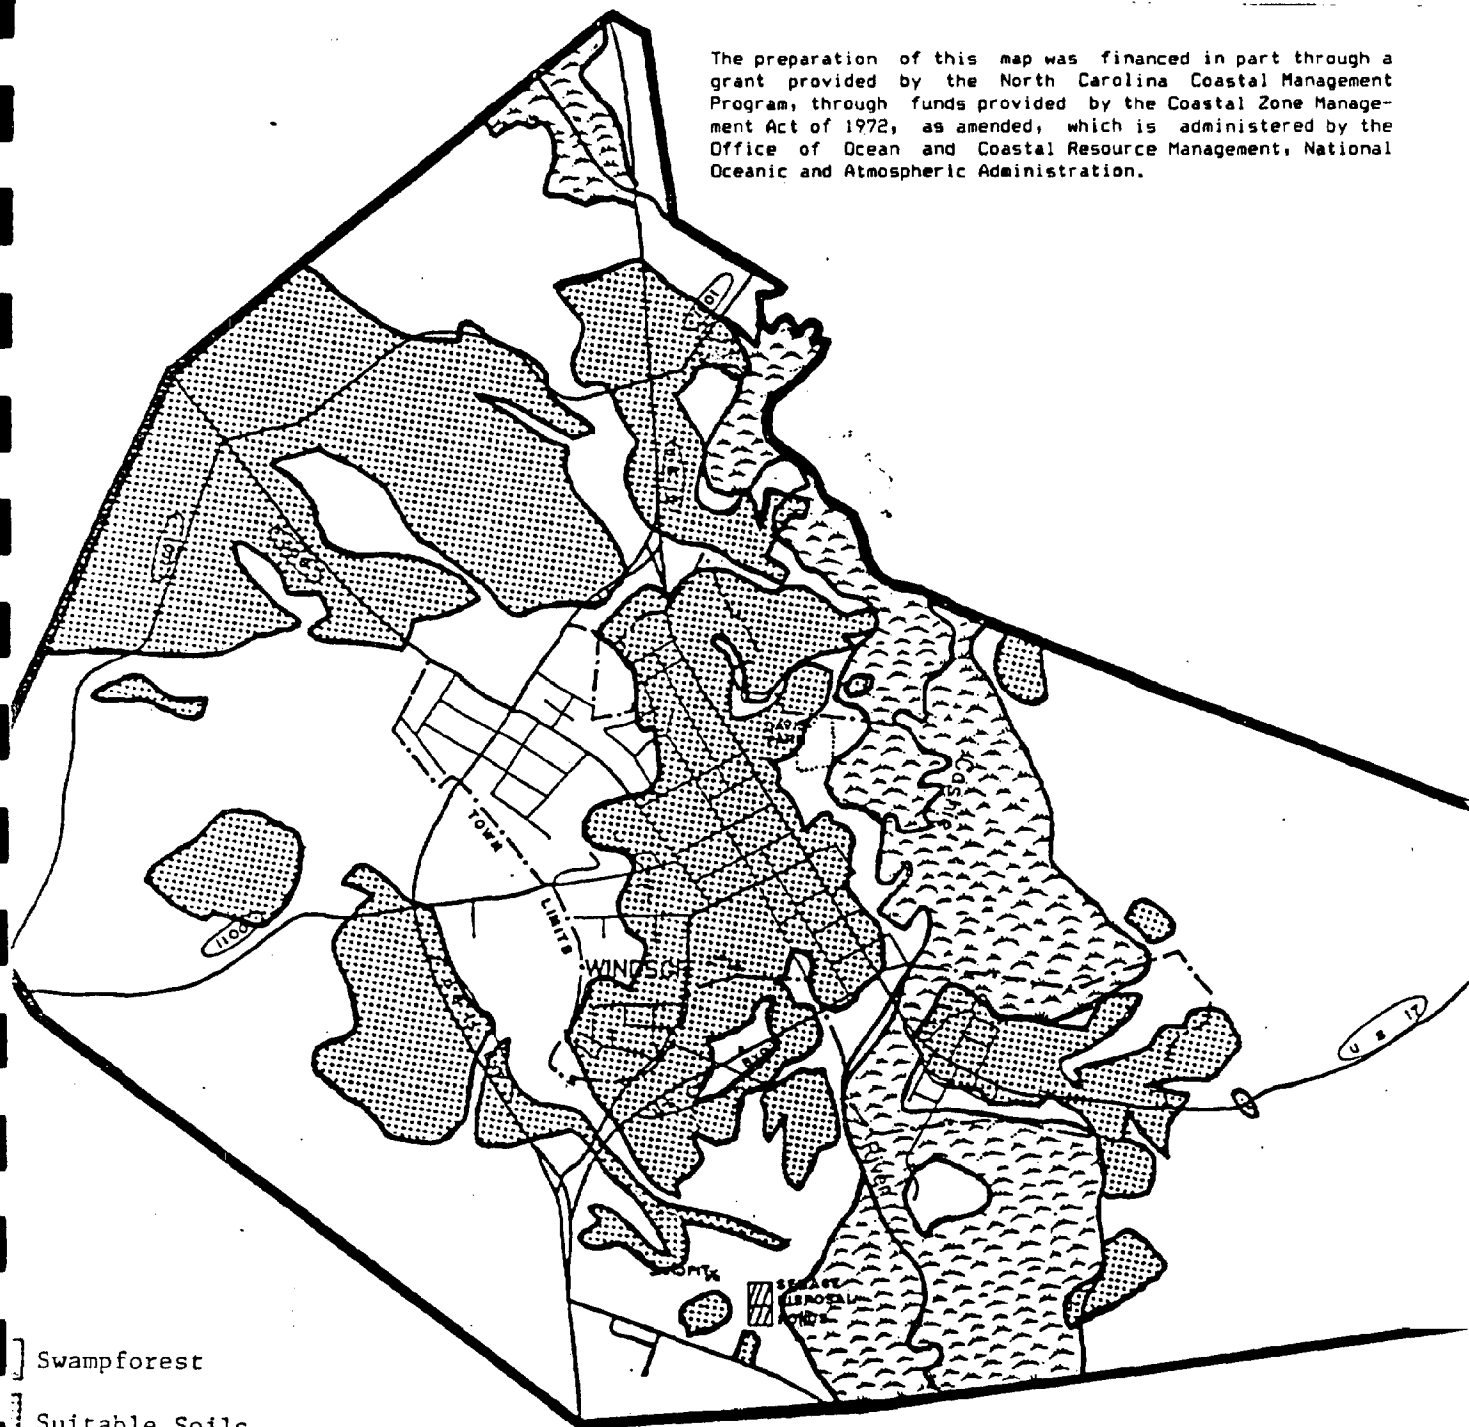 The preparation of this map was financed in part through a
grant provided by the North Carolina Coastal Management
Program, through funds provided by the Coastal Zone Manage-
ment Act of 1972, as amended, which is administered by the
Office of Ocean and Coastal Resource Management, National
Oceanic and Atmospheric Administration.
TOWN
LIMITS
WINDSOR
1100
U S 17
River
SEWAGE
DISPOSAL
PONDS
Swampforest
Suitable Soils